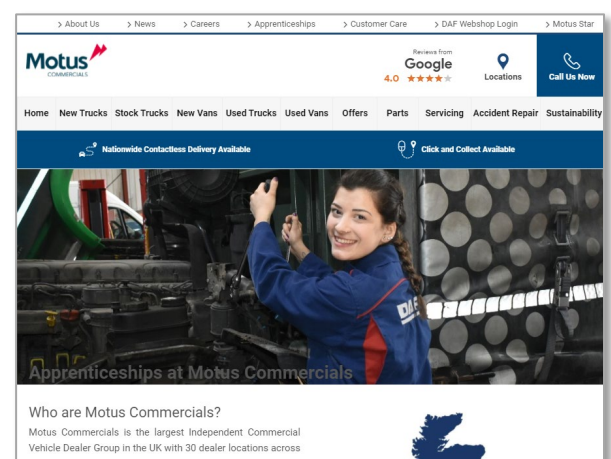 > About Us > News > Careers > Apprenticeships > Customer Care > DAF Webshop Login > Motus Star
Motus
COMMERCIALS
Reviews from
Google
4.0
Locations
Call Us Now
Home New Trucks Stock Trucks New Vans Used Trucks Used Vans Offers Parts Servicing Accident Repair Sustainability
Nationwide Contactless Delivery Available
Click and Collect Available
DAF
Apprenticeships at Motus Commercials
Who are Motus Commercials?
Motus Commercials is the largest Independent Commercial
Vehicle Dealer Group in the UK with 30 dealer locations across